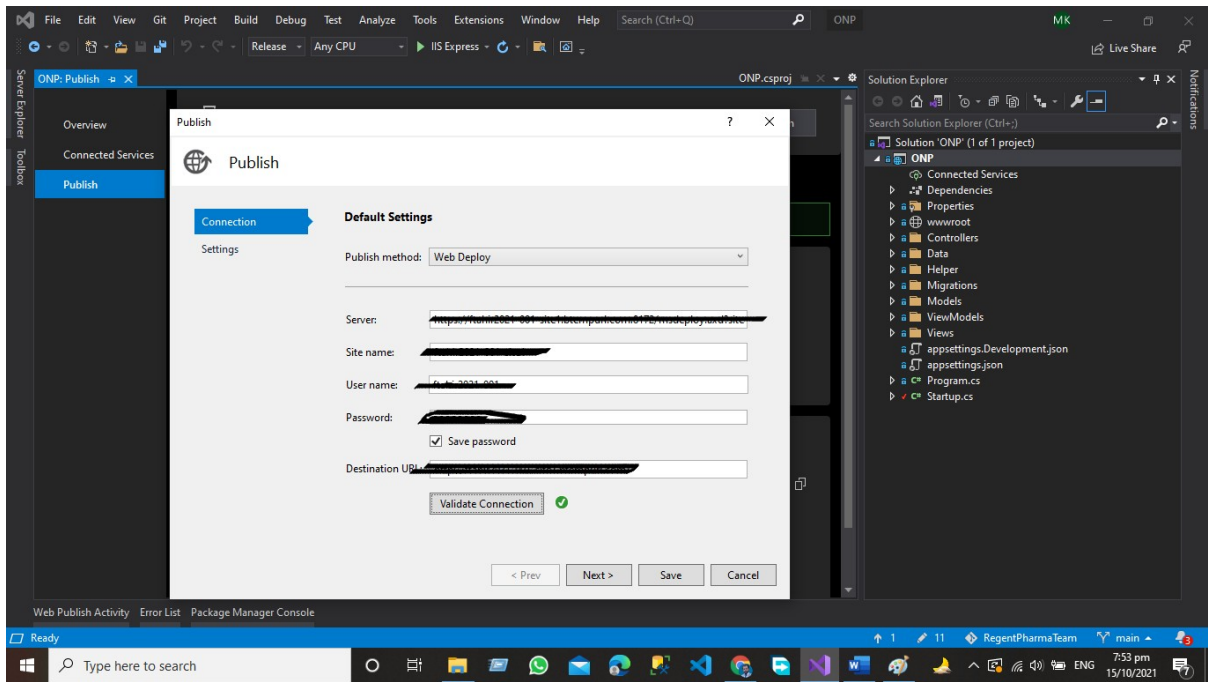 File Edit View Git Project Build Debug Test Analyze Tools Extensions Window Help Search (Ctrl+Q) ONP MK
Release Any CPU IIS Express Live Share
Server Explorer
Toolbox
ONP: Publish
ONP.csproj
Overview
Connected Services
Publish
Publish ?
Publish
Connection
Settings
Default Settings
Publish method: Web Deploy
Server:
Site name:
User name:
Password:
Save password
Destination URL:
Validate Connection
< Prev Next > Save Cancel
Solution Explorer
Search Solution Explorer (Ctrl+;)
Solution 'ONP' (1 of 1 project)
ONP
Connected Services
Dependencies
Properties
wwwroot
Controllers
Data
Helper
Migrations
Models
ViewModels
Views
appsettings.Development.json
appsettings.json
C# Program.cs
C# Startup.cs
Notifications
Web Publish Activity Error List Package Manager Console
Ready 1 11 RegentPharmaTeam main 3
Type here to search ENG 7:53 pm
15/10/2021 7